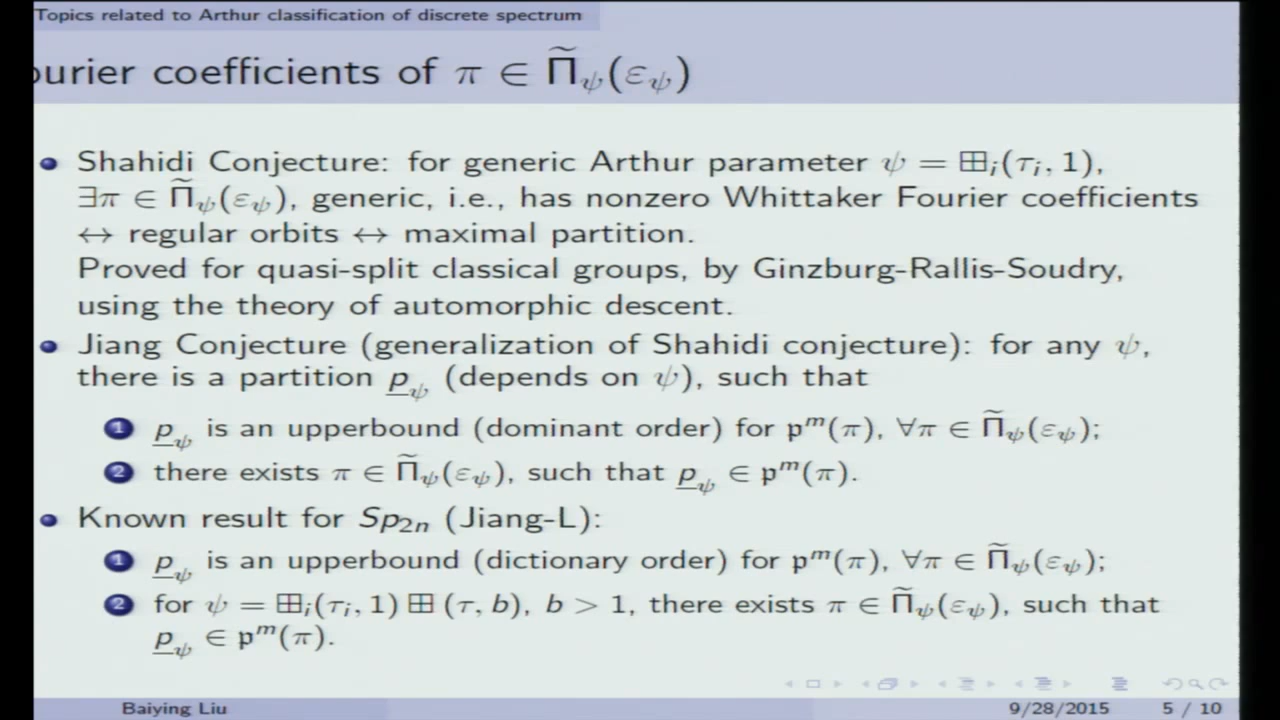 Topics related to Arthur classification of discrete spectrum
ourier coefficients of π ∈ Π̃_ψ(ε_ψ)
Shahidi Conjecture: for generic Arthur parameter ψ = ⊞_i(τ_i, 1),
∃π ∈ Π̃_ψ(ε_ψ), generic, i.e., has nonzero Whittaker Fourier coefficients
↔ regular orbits ↔ maximal partition.
Proved for quasi-split classical groups, by Ginzburg-Rallis-Soudry,
using the theory of automorphic descent.
Jiang Conjecture (generalization of Shahidi conjecture): for any ψ,
there is a partition p_ψ (depends on ψ), such that
1 p_ψ is an upperbound (dominant order) for 𝔭^m(π), ∀π ∈ Π̃_ψ(ε_ψ);
2 there exists π ∈ Π̃_ψ(ε_ψ), such that p_ψ ∈ 𝔭^m(π).
Known result for Sp_{2n} (Jiang-L):
1 p_ψ is an upperbound (dictionary order) for 𝔭^m(π), ∀π ∈ Π̃_ψ(ε_ψ);
2 for ψ = ⊞_i(τ_i, 1) ⊞ (τ, b), b > 1, there exists π ∈ Π̃_ψ(ε_ψ), such that
p_ψ ∈ 𝔭^m(π).
Baiying Liu 9/28/2015 5 / 10